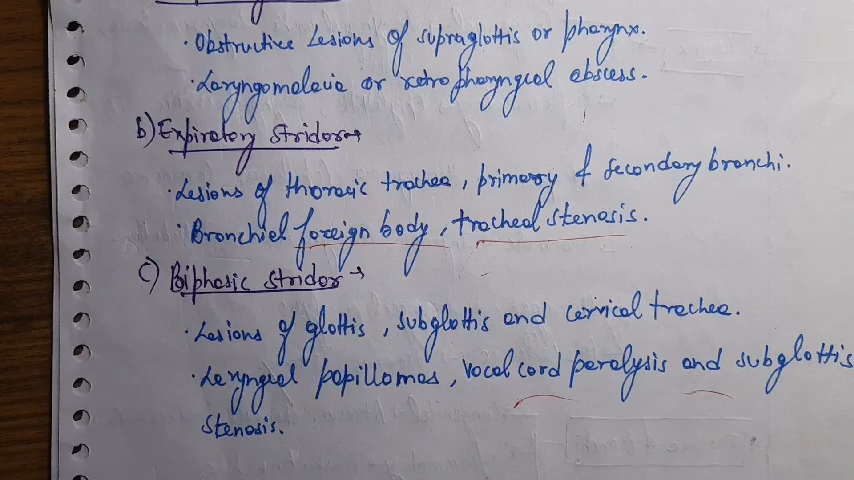 · Obstructive Lesions of supraglottis or pharynx.
· Laryngomalacia or retropharyngeal abscess.
b) Expiratory Stridor→
· Lesions of thoracic trachea, primary & secondary bronchi.
· Bronchial foreign body, tracheal stenosis.
c) Biphasic Stridor →
· Lesions of glottis, subglottis and cervical trachea.
· Laryngeal papillomas, vocal cord paralysis and subglottis
stenosis.